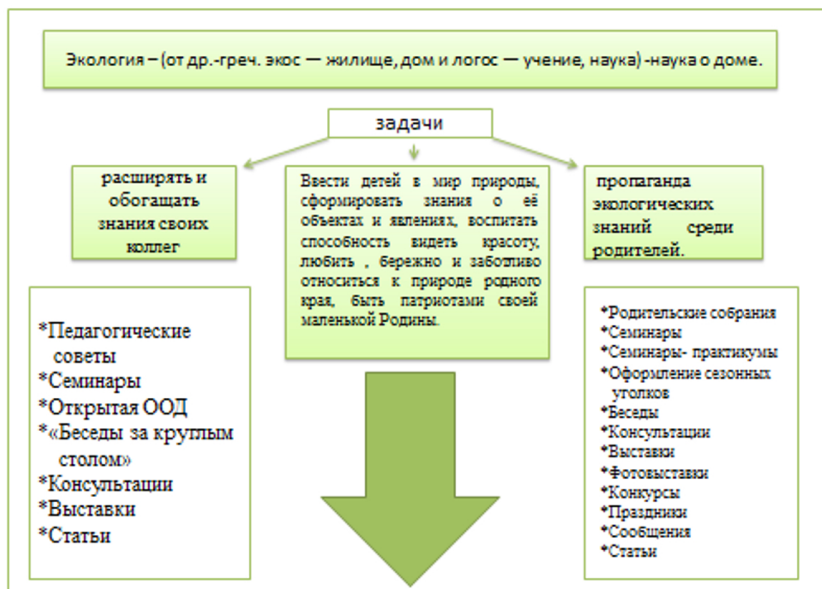 Экология – (от др.-греч. экос — жилище, дом и логос — учение, наука) -наука о доме.
задачи
расширять и
обогащать
знания своих
коллег
Ввести детей в мир природы,
сформировать знания о её
объектах и явлениях, воспитать
способность видеть красоту,
любить , бережно и заботливо
относиться к природе родного
края, быть патриотами своей
маленькой Родины.
пропаганда
экологических
знаний среди
родителей.
*Педагогические
советы
*Семинары
*Открытая ООД
*«Беседы за круглым
столом»
*Консультации
*Выставки
*Статьи
*Родительские собрания
*Семинары
*Семинары- практикумы
*Оформление сезонных
уголков
*Беседы
*Консультации
*Выставки
*Фотовыставки
*Конкурсы
*Праздники
*Сообщения
*Статьи